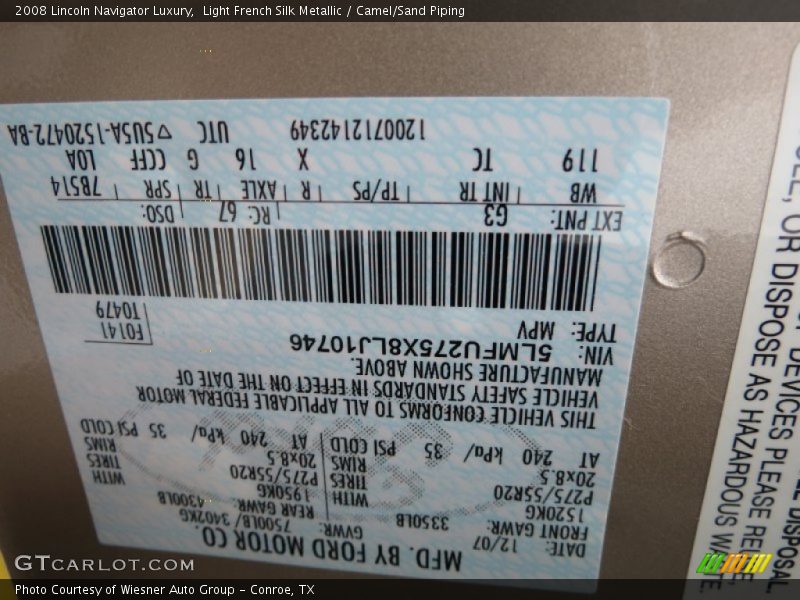 2008 Lincoln Navigator Luxury,  Light French Silk Metallic / Camel/Sand Piping
MFD. BY FORD MOTOR CO.
DATE: 12/07 GVWR: 7500LB/ 3402KG
FRONT GAWR: 3350LB REAR GAWR: 4300LB
1520KG WITH 1950KG WITH
P275/55R20 TIRES P275/55R20 TIRES
20x8.5 RIMS 20x8.5 RIMS
AT 240 kPa/ 35 PSI COLD AT 240 kPa/ 35 PSI COLD
THIS VEHICLE CONFORMS TO ALL APPLICABLE FEDERAL MOTOR
VEHICLE SAFETY STANDARDS IN EFFECT ON THE DATE OF
MANUFACTURE SHOWN ABOVE.
VIN: 5LMFU275X8LJ10746
TYPE: MPV
F0141
T0479
EXT PNT: G3 RC: 67 DSO:
WB INT TR TP/PS R AXLE TR SPR 7B514
119 TC X 16 G CCFF LOA
1200712142349 UTC ▽5U5A-1520472-BA
OR DISPOSE AS HAZARDOUS WASTE
DEVICES PLEASE
DISPOSAL.
GTCARLOT.COM
Photo Courtesy of Wiesner Auto Group - Conroe, TX